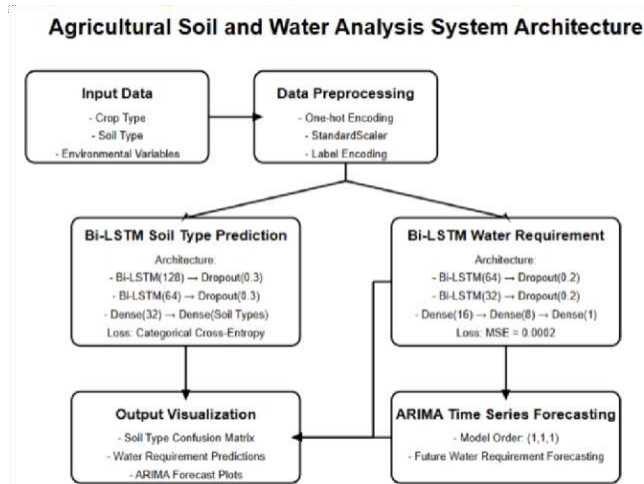 Agricultural Soil and Water Analysis System Architecture
Input Data
- Crop Type
- Soil Type
- Environmental Variables
Data Preprocessing
- One-hot Encoding
- StandardScaler
- Label Encoding
Bi-LSTM Soil Type Prediction
Architecture:
- Bi-LSTM(128) → Dropout(0.3)
- Bi-LSTM(64) → Dropout(0.3)
- Dense(32) → Dense(Soil Types)
Loss: Categorical Cross-Entropy
Bi-LSTM Water Requirement
Architecture:
- Bi-LSTM(64) → Dropout(0.2)
- Bi-LSTM(32) → Dropout(0.2)
- Dense(16) → Dense(8) → Dense(1)
Loss: MSE = 0.0002
Output Visualization
- Soil Type Confusion Matrix
- Water Requirement Predictions
- ARIMA Forecast Plots
ARIMA Time Series Forecasting
- Model Order: (1,1,1)
- Future Water Requirement Forecasting